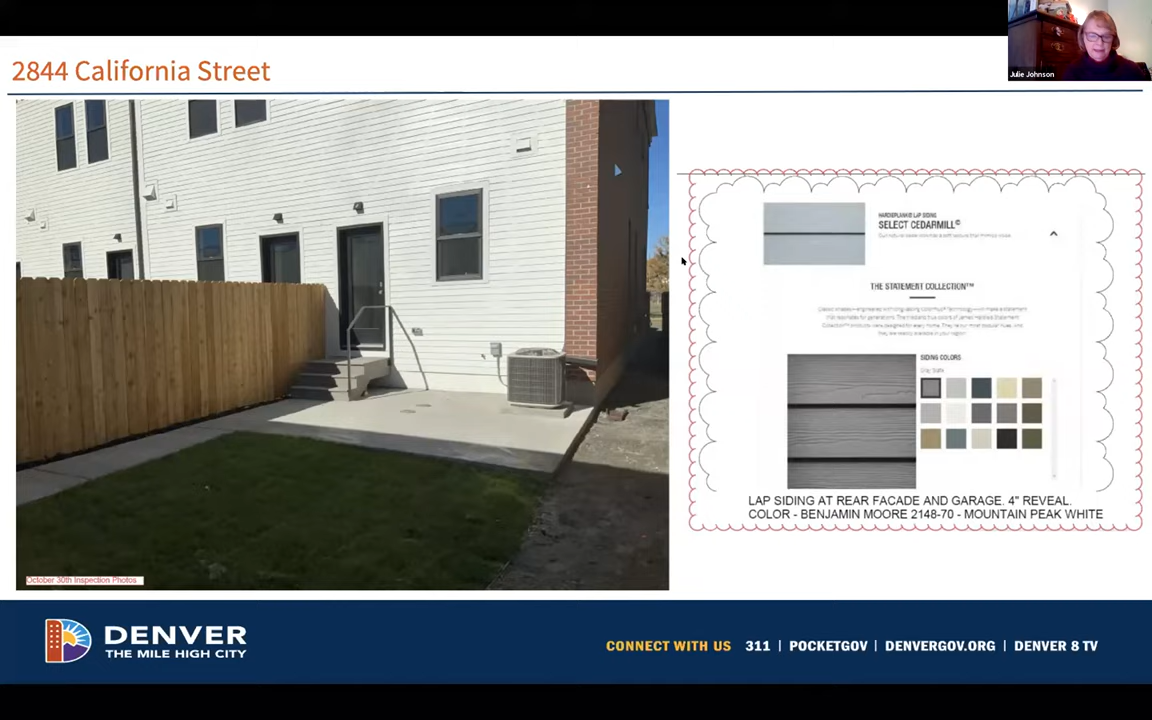 2844 California Street
Julie Johnson
October 30th Inspection Photos
HARDIEPLANK® LAP SIDING
SELECT CEDARMILL©
THE STATEMENT COLLECTION™
SIDING COLORS
Gray Slate
LAP SIDING AT REAR FACADE AND GARAGE. 4" REVEAL.
COLOR - BENJAMIN MOORE 2148-70 - MOUNTAIN PEAK WHITE
DENVER
THE MILE HIGH CITY
CONNECT WITH US 311 | POCKETGOV | DENVERGOV.ORG | DENVER 8 TV